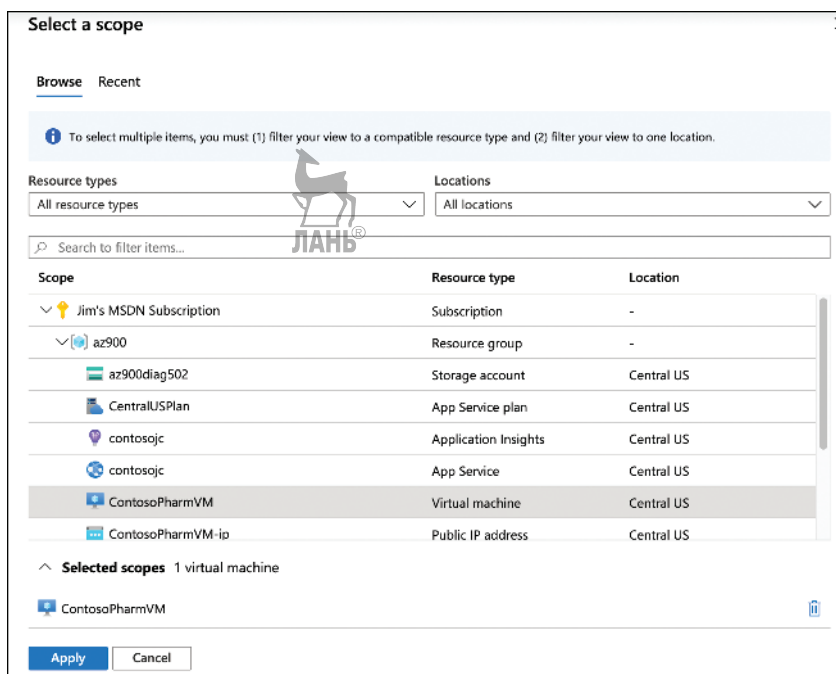 Select a scope
Browse Recent
To select multiple items, you must (1) filter your view to a compatible resource type and (2) filter your view to one location.
Resource types Locations
All resource types All locations
ЛАНЬ®
Search to filter items...
Scope Resource type Location
Jim's MSDN Subscription Subscription -
az900 Resource group -
az900diag502 Storage account Central US
CentralUSPlan App Service plan Central US
contosojc Application Insights Central US
contosojc App Service Central US
ContosoPharmVM Virtual machine Central US
ContosoPharmVM-ip Public IP address Central US
Selected scopes 1 virtual machine
ContosoPharmVM
Apply Cancel